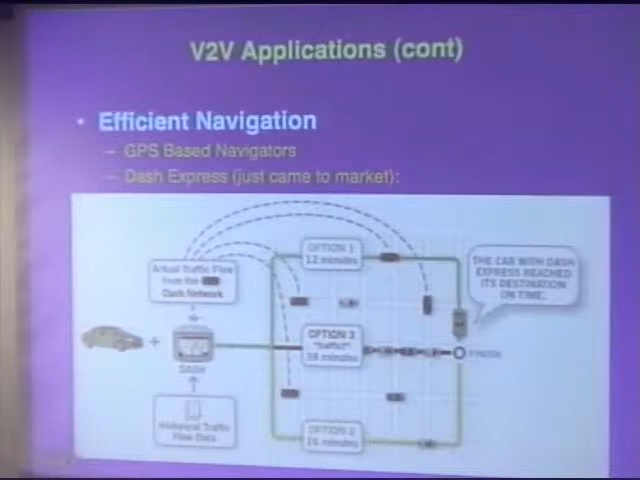 V2V Applications (cont)
• Efficient Navigation
– GPS Based Navigators
– Dash Express (just came to market):
OPTION 1
12 minutes
Actual Traffic Flow
from the
Dash Network
THE CAR WITH DASH
EXPRESS REACHED
ITS DESTINATION
ON TIME.
OPTION 3
"traffic"
38 minutes
+
FINISH
DASH
Historical Traffic
Flow Data
OPTION 2
16 minutes